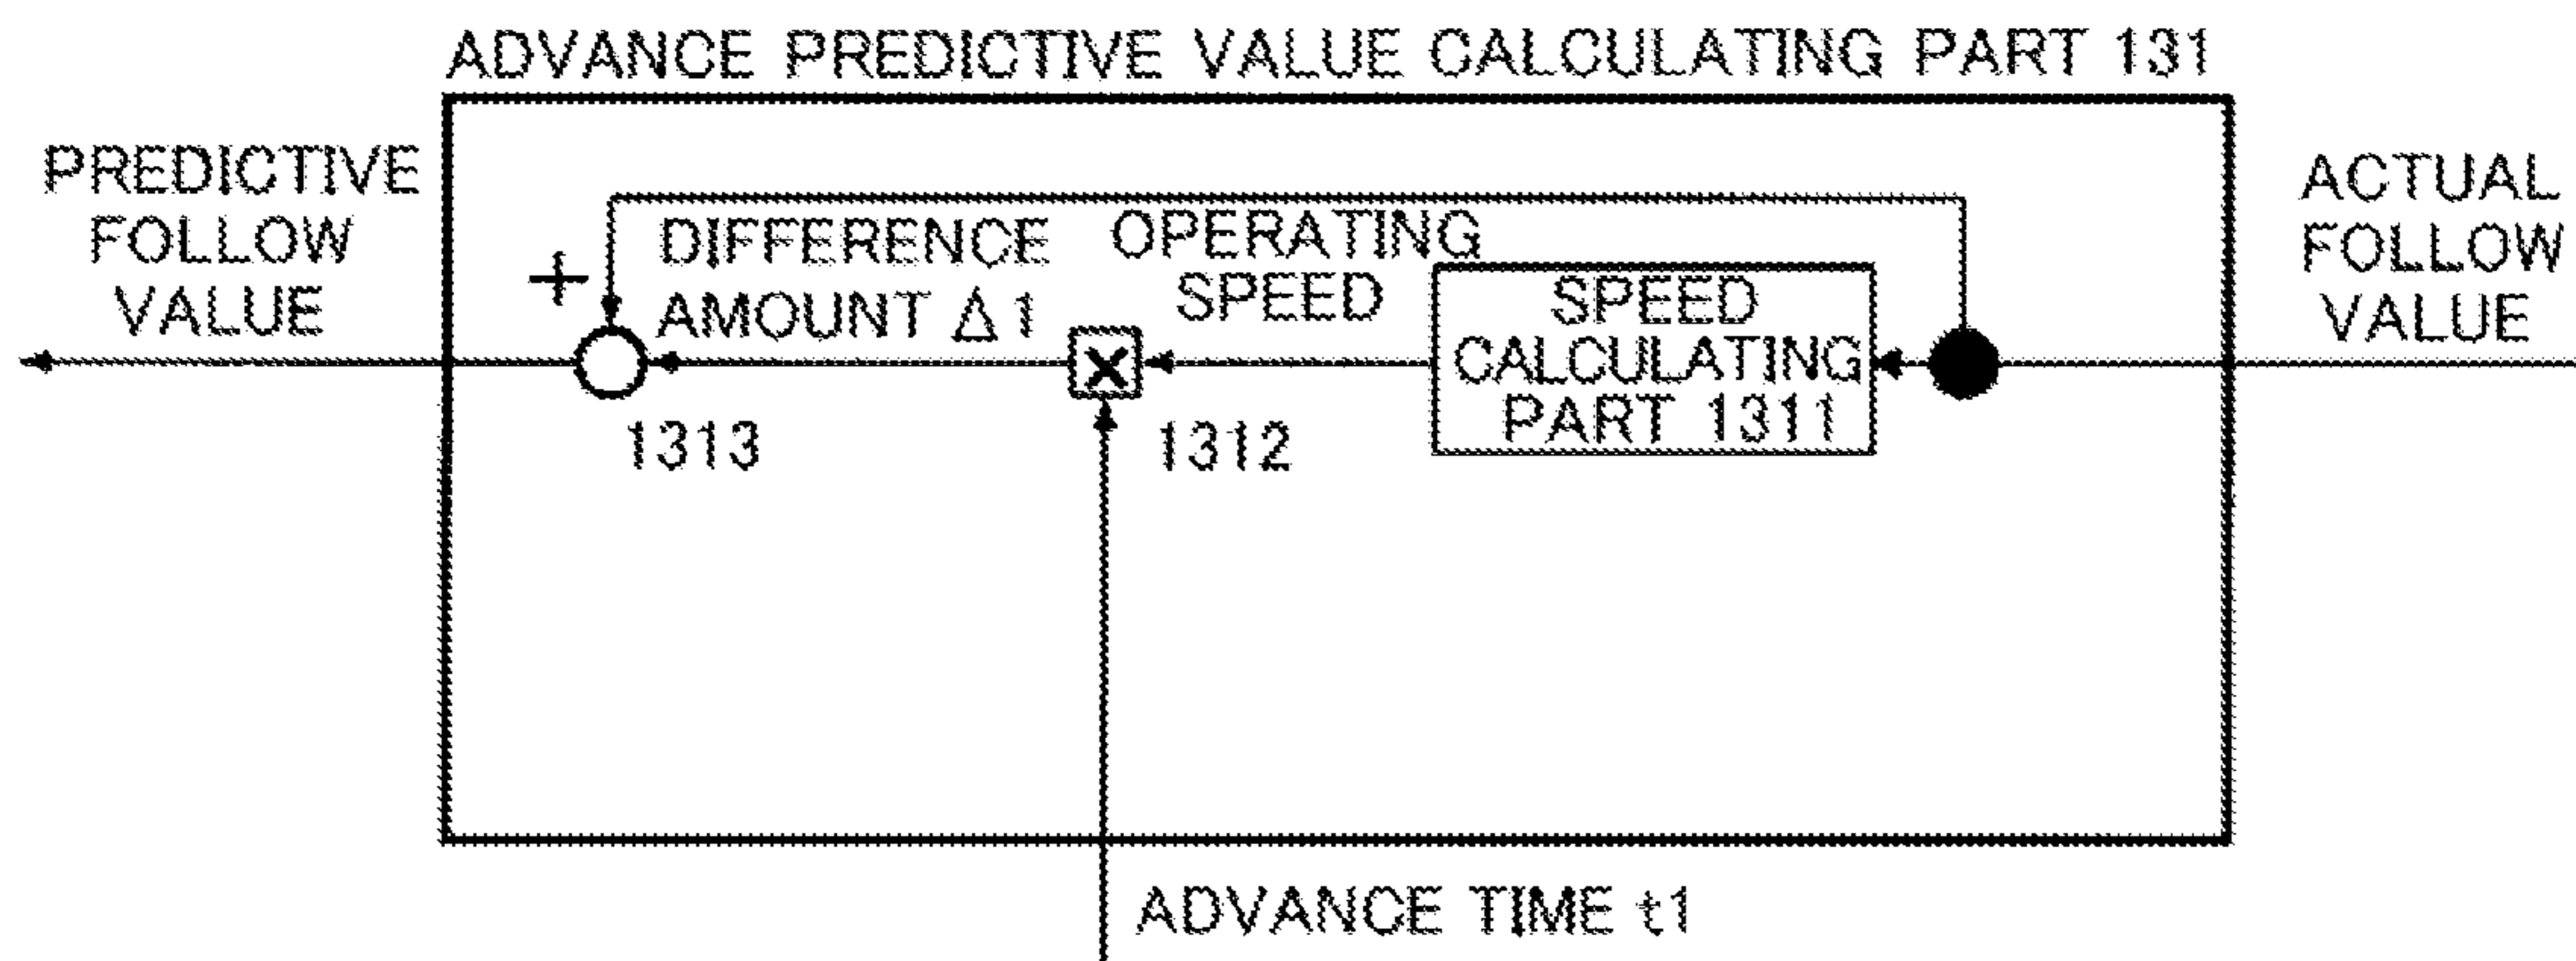 ADVANCE PREDICTIVE VALUE CALCULATING PART 131
PREDICTIVE
FOLLOW
VALUE
+
DIFFERENCE
AMOUNT Δ1
OPERATING
SPEED
SPEED
CALCULATING
PART 1311
ACTUAL
FOLLOW
VALUE
×
1313
1312
ADVANCE TIME t1